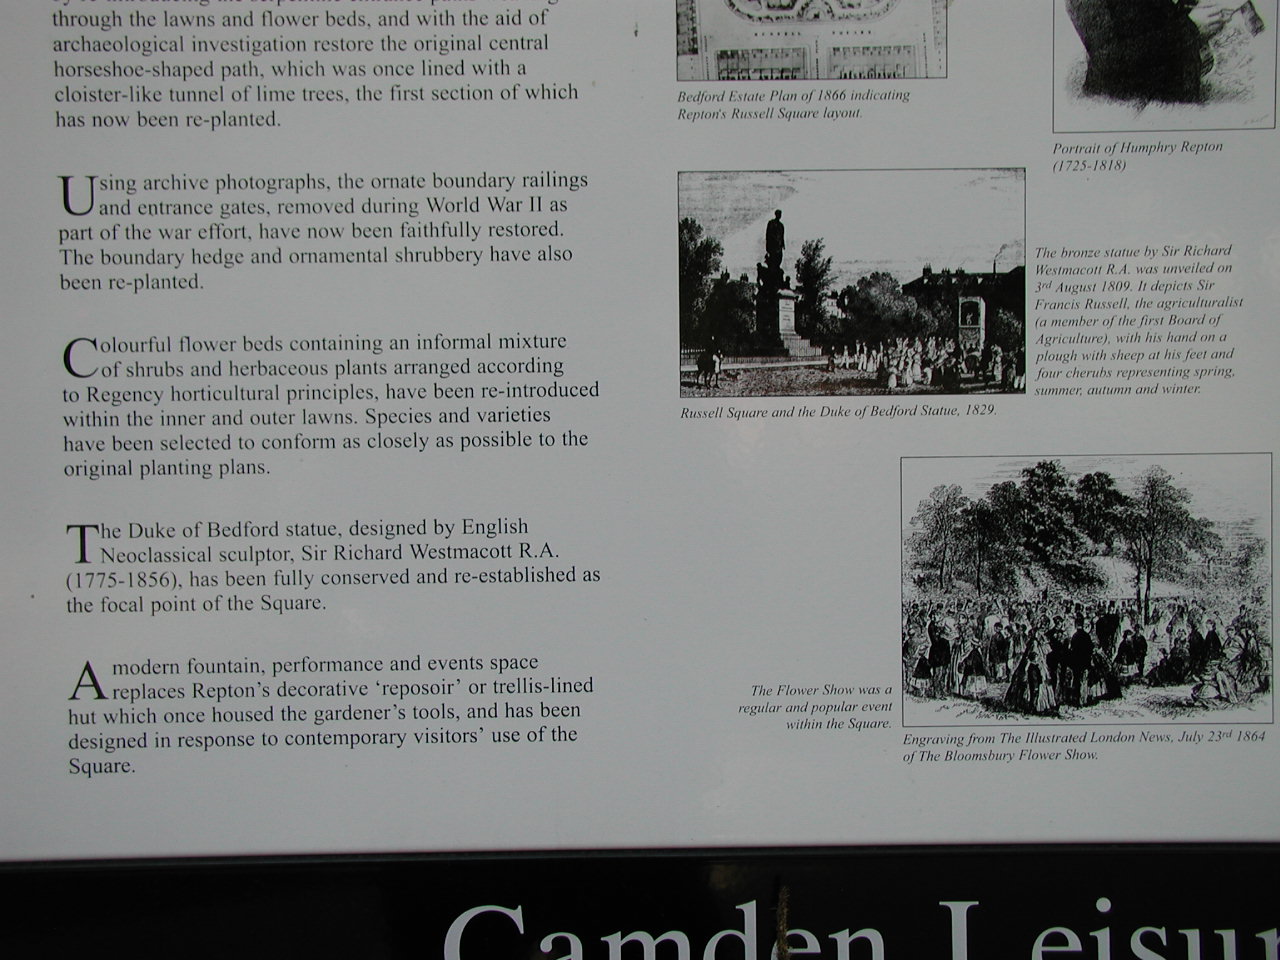 through the lawns and flower beds, and with the aid of
archaeological investigation restore the original central
horseshoe-shaped path, which was once lined with a
cloister-like tunnel of lime trees, the first section of which
has now been re-planted.
Using archive photographs, the ornate boundary railings
and entrance gates, removed during World War II as
part of the war effort, have now been faithfully restored.
The boundary hedge and ornamental shrubbery have also
been re-planted.
Colourful flower beds containing an informal mixture
of shrubs and herbaceous plants arranged according
to Regency horticultural principles, have been re-introduced
within the inner and outer lawns. Species and varieties
have been selected to conform as closely as possible to the
original planting plans.
The Duke of Bedford statue, designed by English
Neoclassical sculptor, Sir Richard Westmacott R.A.
(1775-1856), has been fully conserved and re-established as
the focal point of the Square.
A modern fountain, performance and events space
replaces Repton's decorative 'reposoir' or trellis-lined
hut which once housed the gardener's tools, and has been
designed in response to contemporary visitors' use of the
Square.
RUSSELL SQUARE
Bedford Estate Plan of 1866 indicating
Repton's Russell Square layout.
Portrait of Humphry Repton
(1725-1818)
The bronze statue by Sir Richard
Westmacott R.A. was unveiled on
3rd August 1809. It depicts Sir
Francis Russell, the agriculturalist
(a member of the first Board of
Agriculture), with his hand on a
plough with sheep at his feet and
four cherubs representing spring,
summer, autumn and winter.
Russell Square and the Duke of Bedford Statue, 1829.
The Flower Show was a
regular and popular event
within the Square.
Engraving from The Illustrated London News, July 23rd 1864
of The Bloomsbury Flower Show.
Camden Leisur